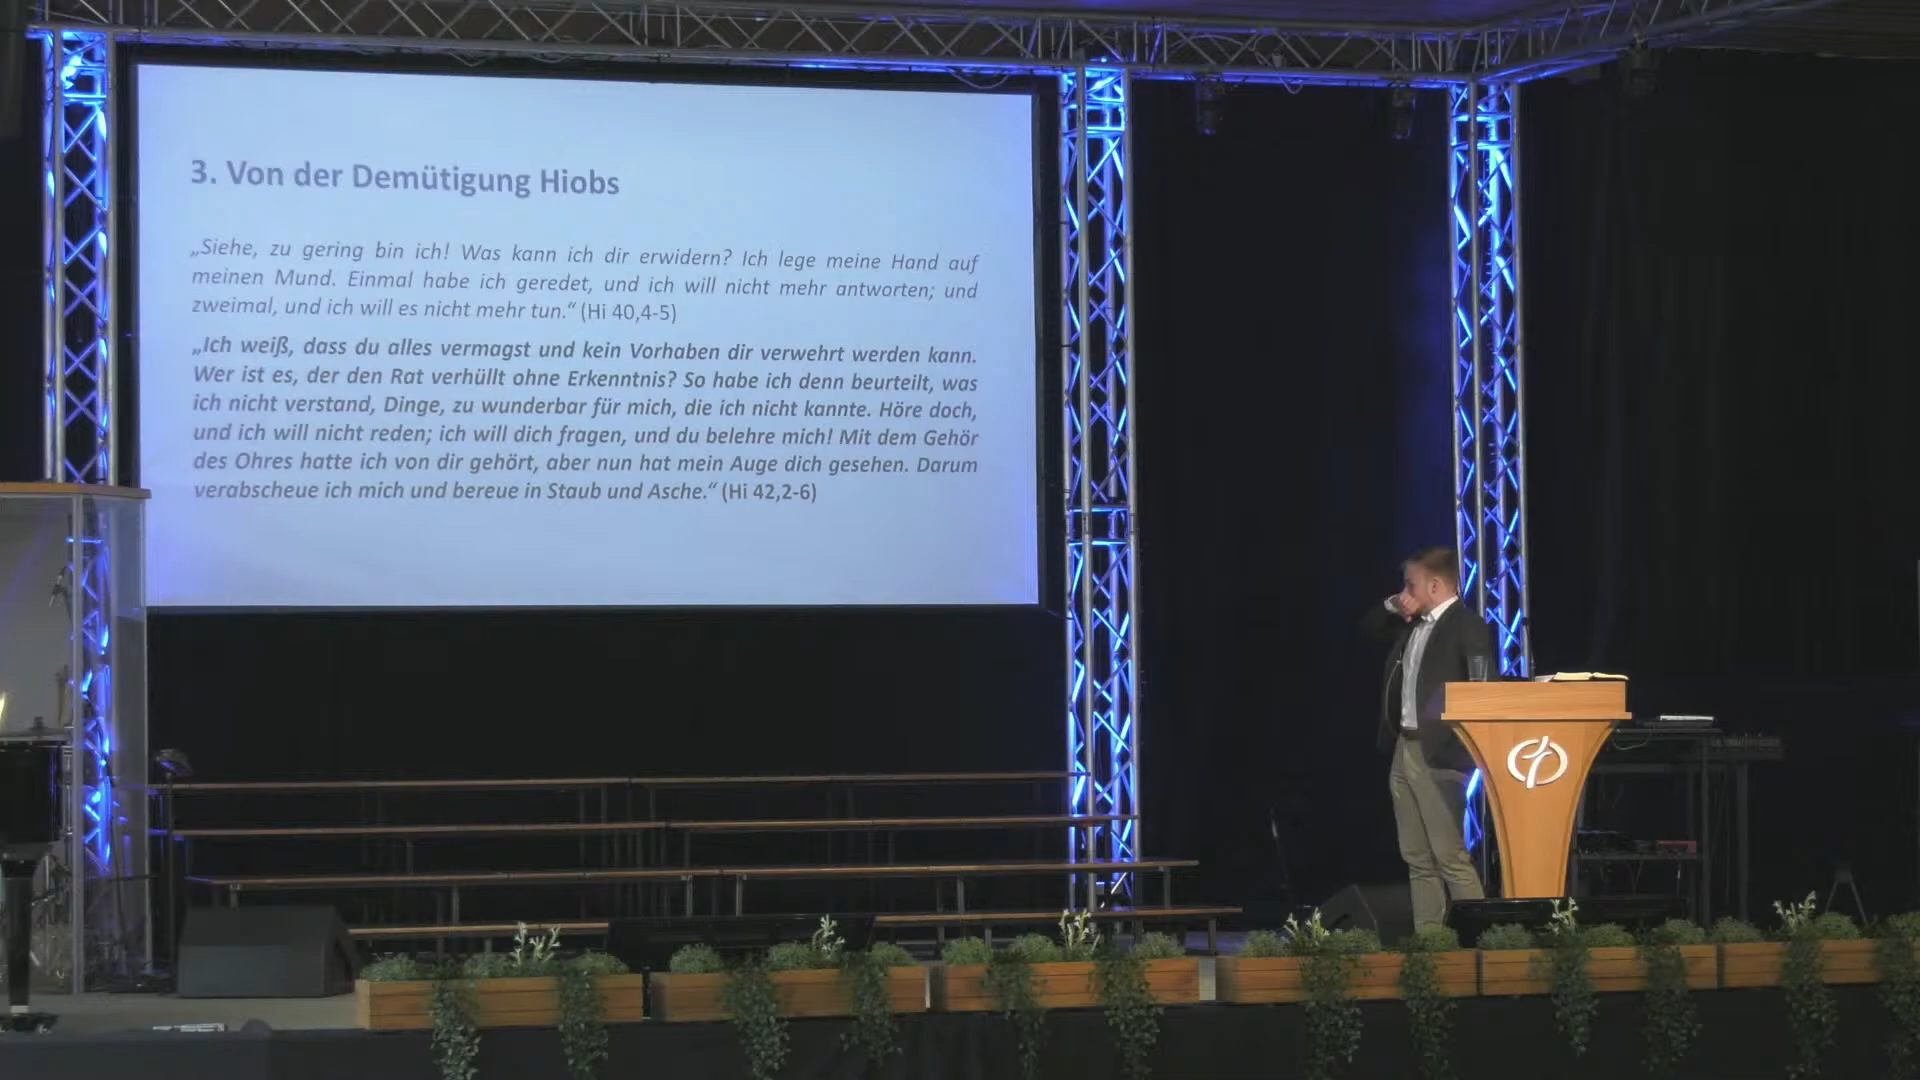 3. Von der Demütigung Hiobs
„Siehe, zu gering bin ich! Was kann ich dir erwidern? Ich lege meine Hand auf
meinen Mund. Einmal habe ich geredet, und ich will nicht mehr antworten; und
zweimal, und ich will es nicht mehr tun.“ (Hi 40,4-5)
„Ich weiß, dass du alles vermagst und kein Vorhaben dir verwehrt werden kann.
Wer ist es, der den Rat verhüllt ohne Erkenntnis? So habe ich denn beurteilt, was
ich nicht verstand, Dinge, zu wunderbar für mich, die ich nicht kannte. Höre doch,
und ich will nicht reden; ich will dich fragen, und du belehre mich! Mit dem Gehör
des Ohres hatte ich von dir gehört, aber nun hat mein Auge dich gesehen. Darum
verabscheue ich mich und bereue in Staub und Asche.“ (Hi 42,2-6)